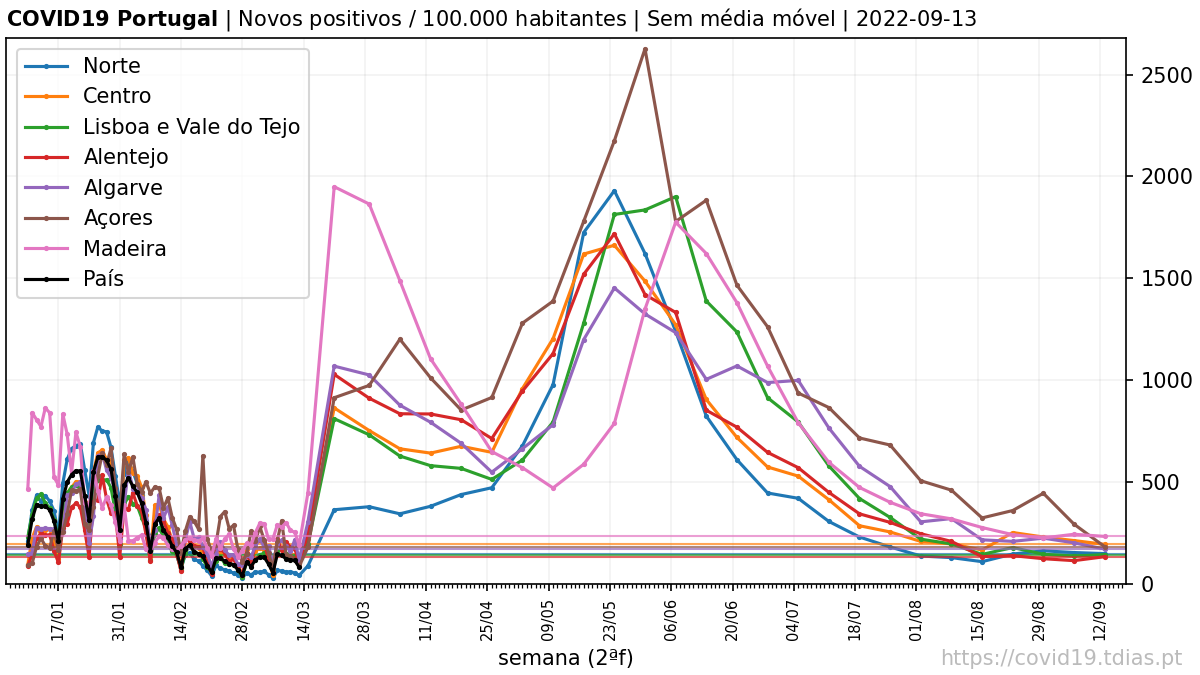 COVID19 Portugal | Novos positivos / 100.000 habitantes | Sem média móvel | 2022-09-13
Norte
Centro
Lisboa e Vale do Tejo
Alentejo
Algarve
Açores
Madeira
País
2500
2000
1500
1000
500
0
17/01 31/01 14/02 28/02 14/03 28/03 11/04 25/04 09/05 23/05 06/06 20/06 04/07 18/07 01/08 15/08 29/08 12/09
semana (2ªf)
https://covid19.tdias.pt